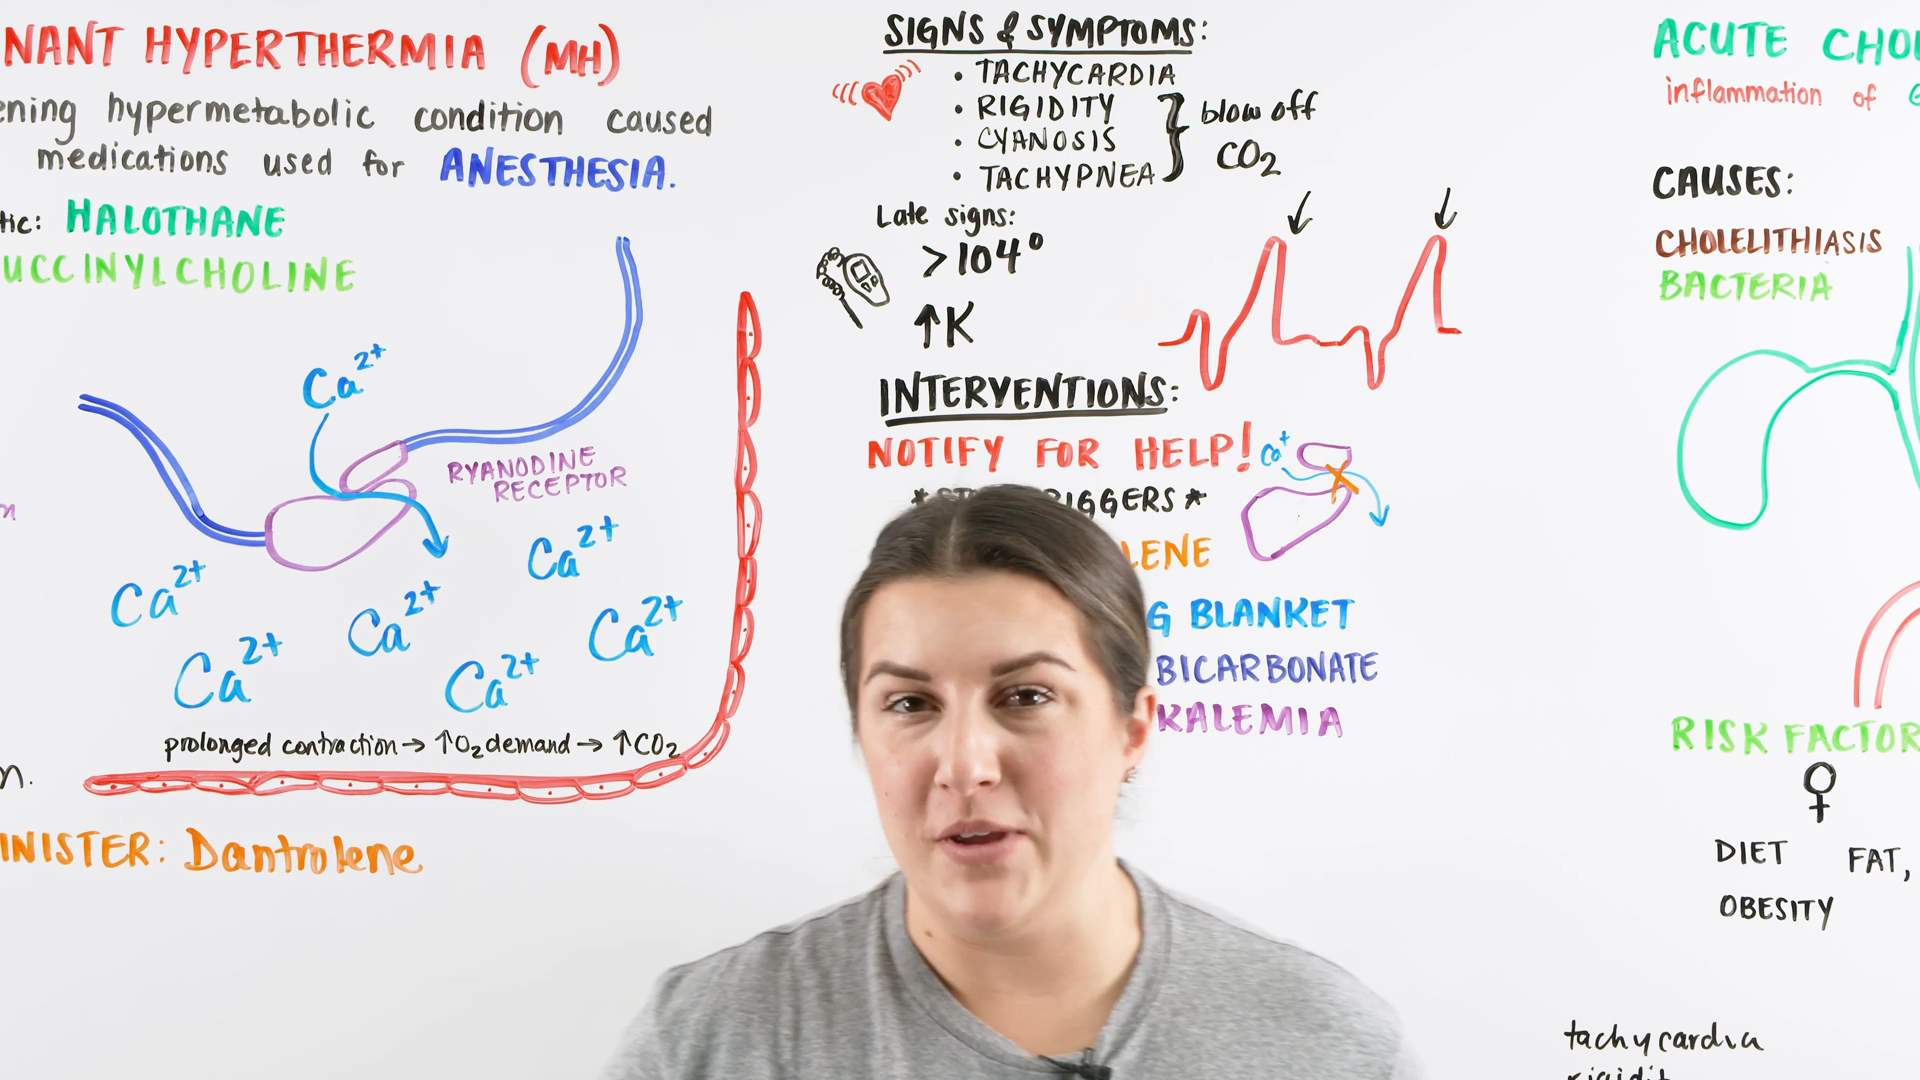 NANT HYPERTHERMIA (MH)
ening hypermetabolic condition caused
medications used for ANESTHESIA.
tic: HALOTHANE
UCCINYLCHOLINE
Ca2+
RYANODINE
RECEPTOR
n
Ca2+
Ca2+
Ca2+
Ca2+
Ca2+
Ca2+
prolonged contraction→ ↑O2 demand→ ↑CO2
n.
INISTER: Dantrolene
SIGNS & SYMPTOMS:
• TACHYCARDIA
• RIGIDITY
• CYANOSIS
• TACHYPNEA
} blow off
CO2
Late signs:
>104°
↑K
INTERVENTIONS:
NOTIFY FOR HELP!
IGGERS*
LENE
G BLANKET
BICARBONATE
KALEMIA
ACUTE CHOL
inflammation of G
CAUSES:
CHOLELITHIASIS
BACTERIA
RISK FACTOR
♀
DIET FAT,
OBESITY
tachycardia